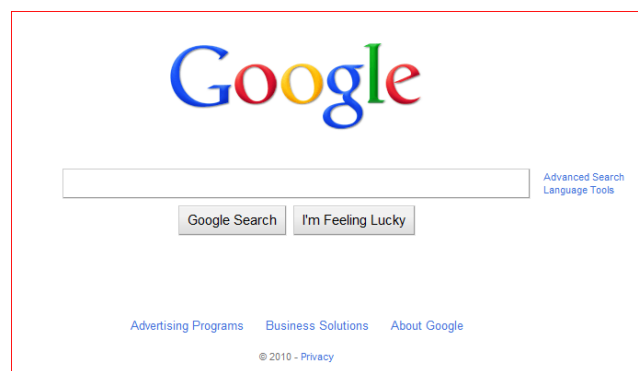 Google
Advanced Search
Language Tools
Google Search I'm Feeling Lucky
Advertising Programs Business Solutions About Google
© 2010 - Privacy